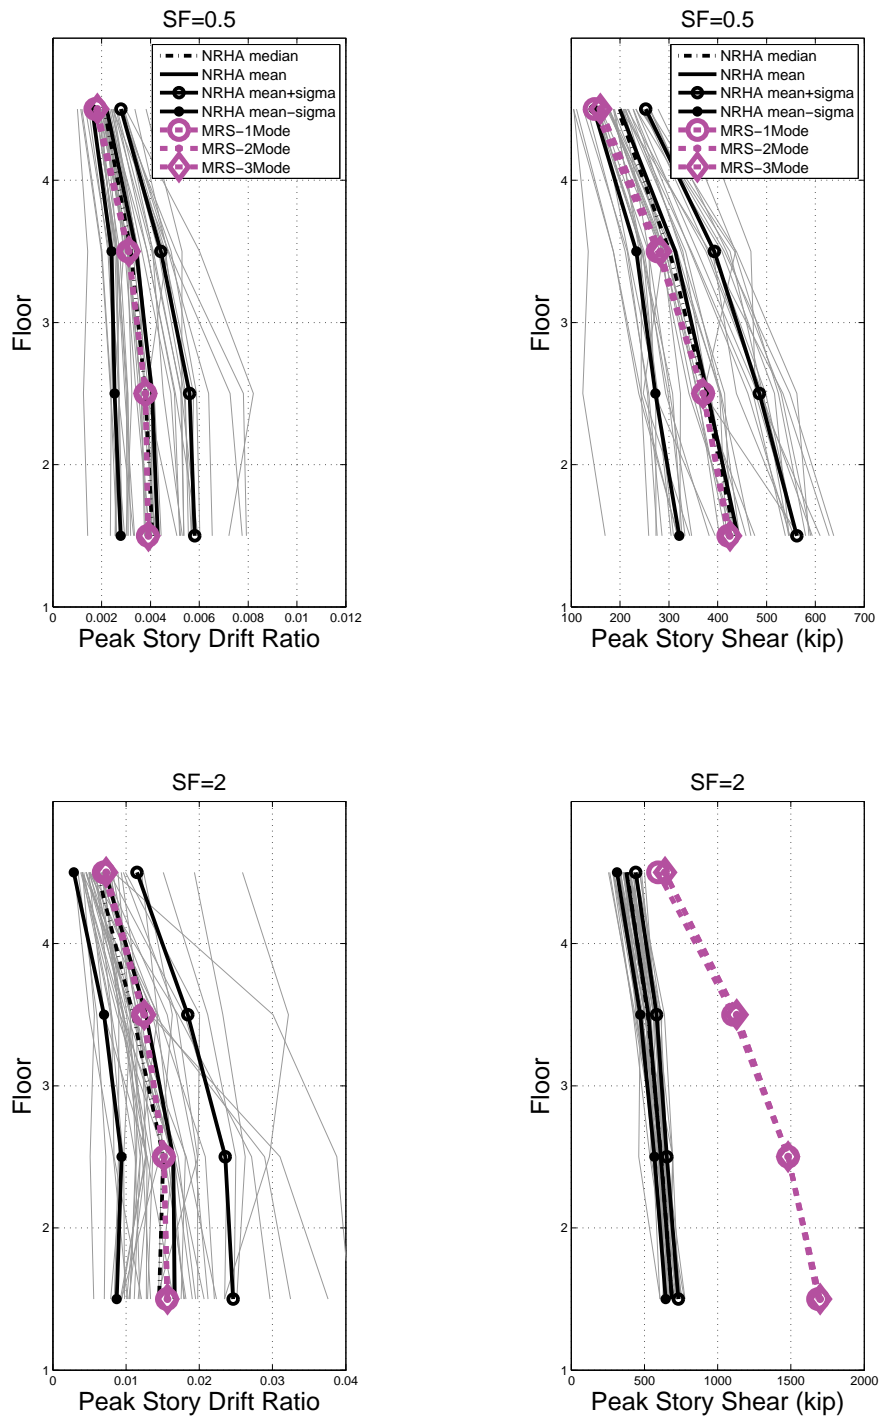 SF=0.5
NRHA median
NRHA mean
NRHA mean+sigma
NRHA mean−sigma
MRS−1Mode
MRS−2Mode
MRS−3Mode
4
3
2
1
Floor
0 0.002 0.004 0.006 0.008 0.01 0.012
Peak Story Drift Ratio
SF=0.5
NRHA median
NRHA mean
NRHA mean+sigma
NRHA mean−sigma
MRS−1Mode
MRS−2Mode
MRS−3Mode
4
3
2
1
Floor
100 200 300 400 500 600 700
Peak Story Shear (kip)
SF=2
4
3
2
1
Floor
0 0.01 0.02 0.03 0.04
Peak Story Drift Ratio
SF=2
4
3
2
1
Floor
0 500 1000 1500 2000
Peak Story Shear (kip)